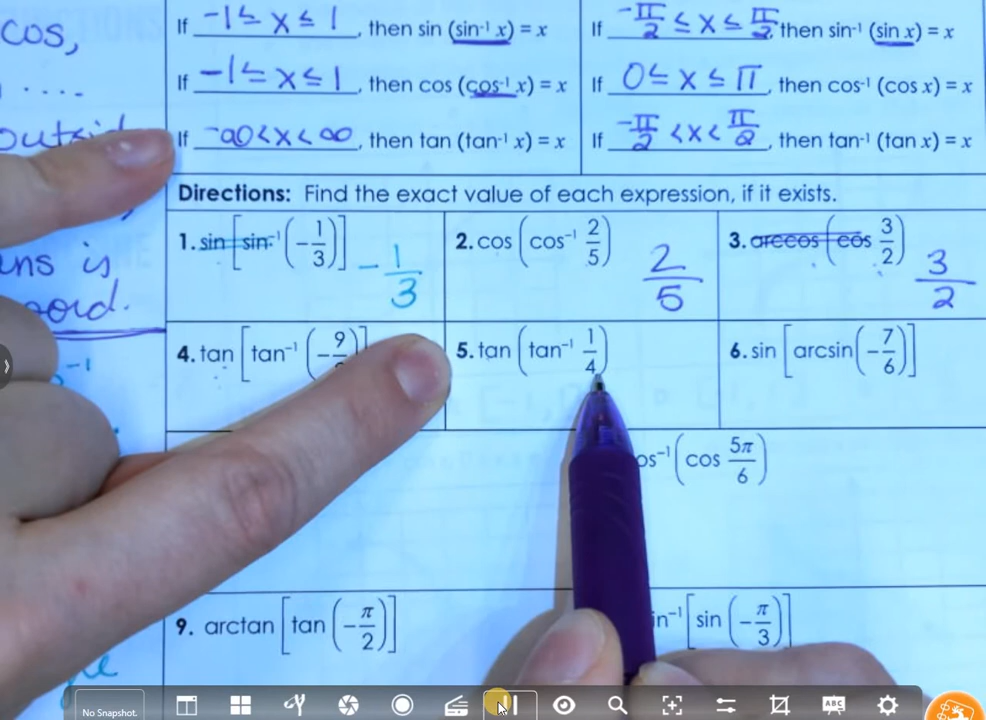 cos,
If -1 ≤ x ≤ 1, then sin (sin⁻¹ x) = x
If -π/2 ≤ x ≤ π/2, then sin⁻¹ (sin x) = x
....
If -1 ≤ x ≤ 1, then cos (cos⁻¹ x) = x
If 0 ≤ x ≤ π, then cos⁻¹ (cos x) = x
If -∞ < x < ∞, then tan (tan⁻¹ x) = x
If -π/2 < x < π/2, then tan⁻¹ (tan x) = x
Directions: Find the exact value of each expression, if it exists.
1. sin [sin⁻¹ (-1/3)] -1/3
2. cos (cos⁻¹ 2/5) 2/5
3. arccos (cos 3/2) 3/2
is
4. tan [tan⁻¹ (-9
5. tan (tan⁻¹ 1/4)
6. sin [arcsin (-7/6)]
os⁻¹ (cos 5π/6)
9. arctan [tan (-π/2)]
in⁻¹ [sin (-π/3)]
No Snapshot.
ABC